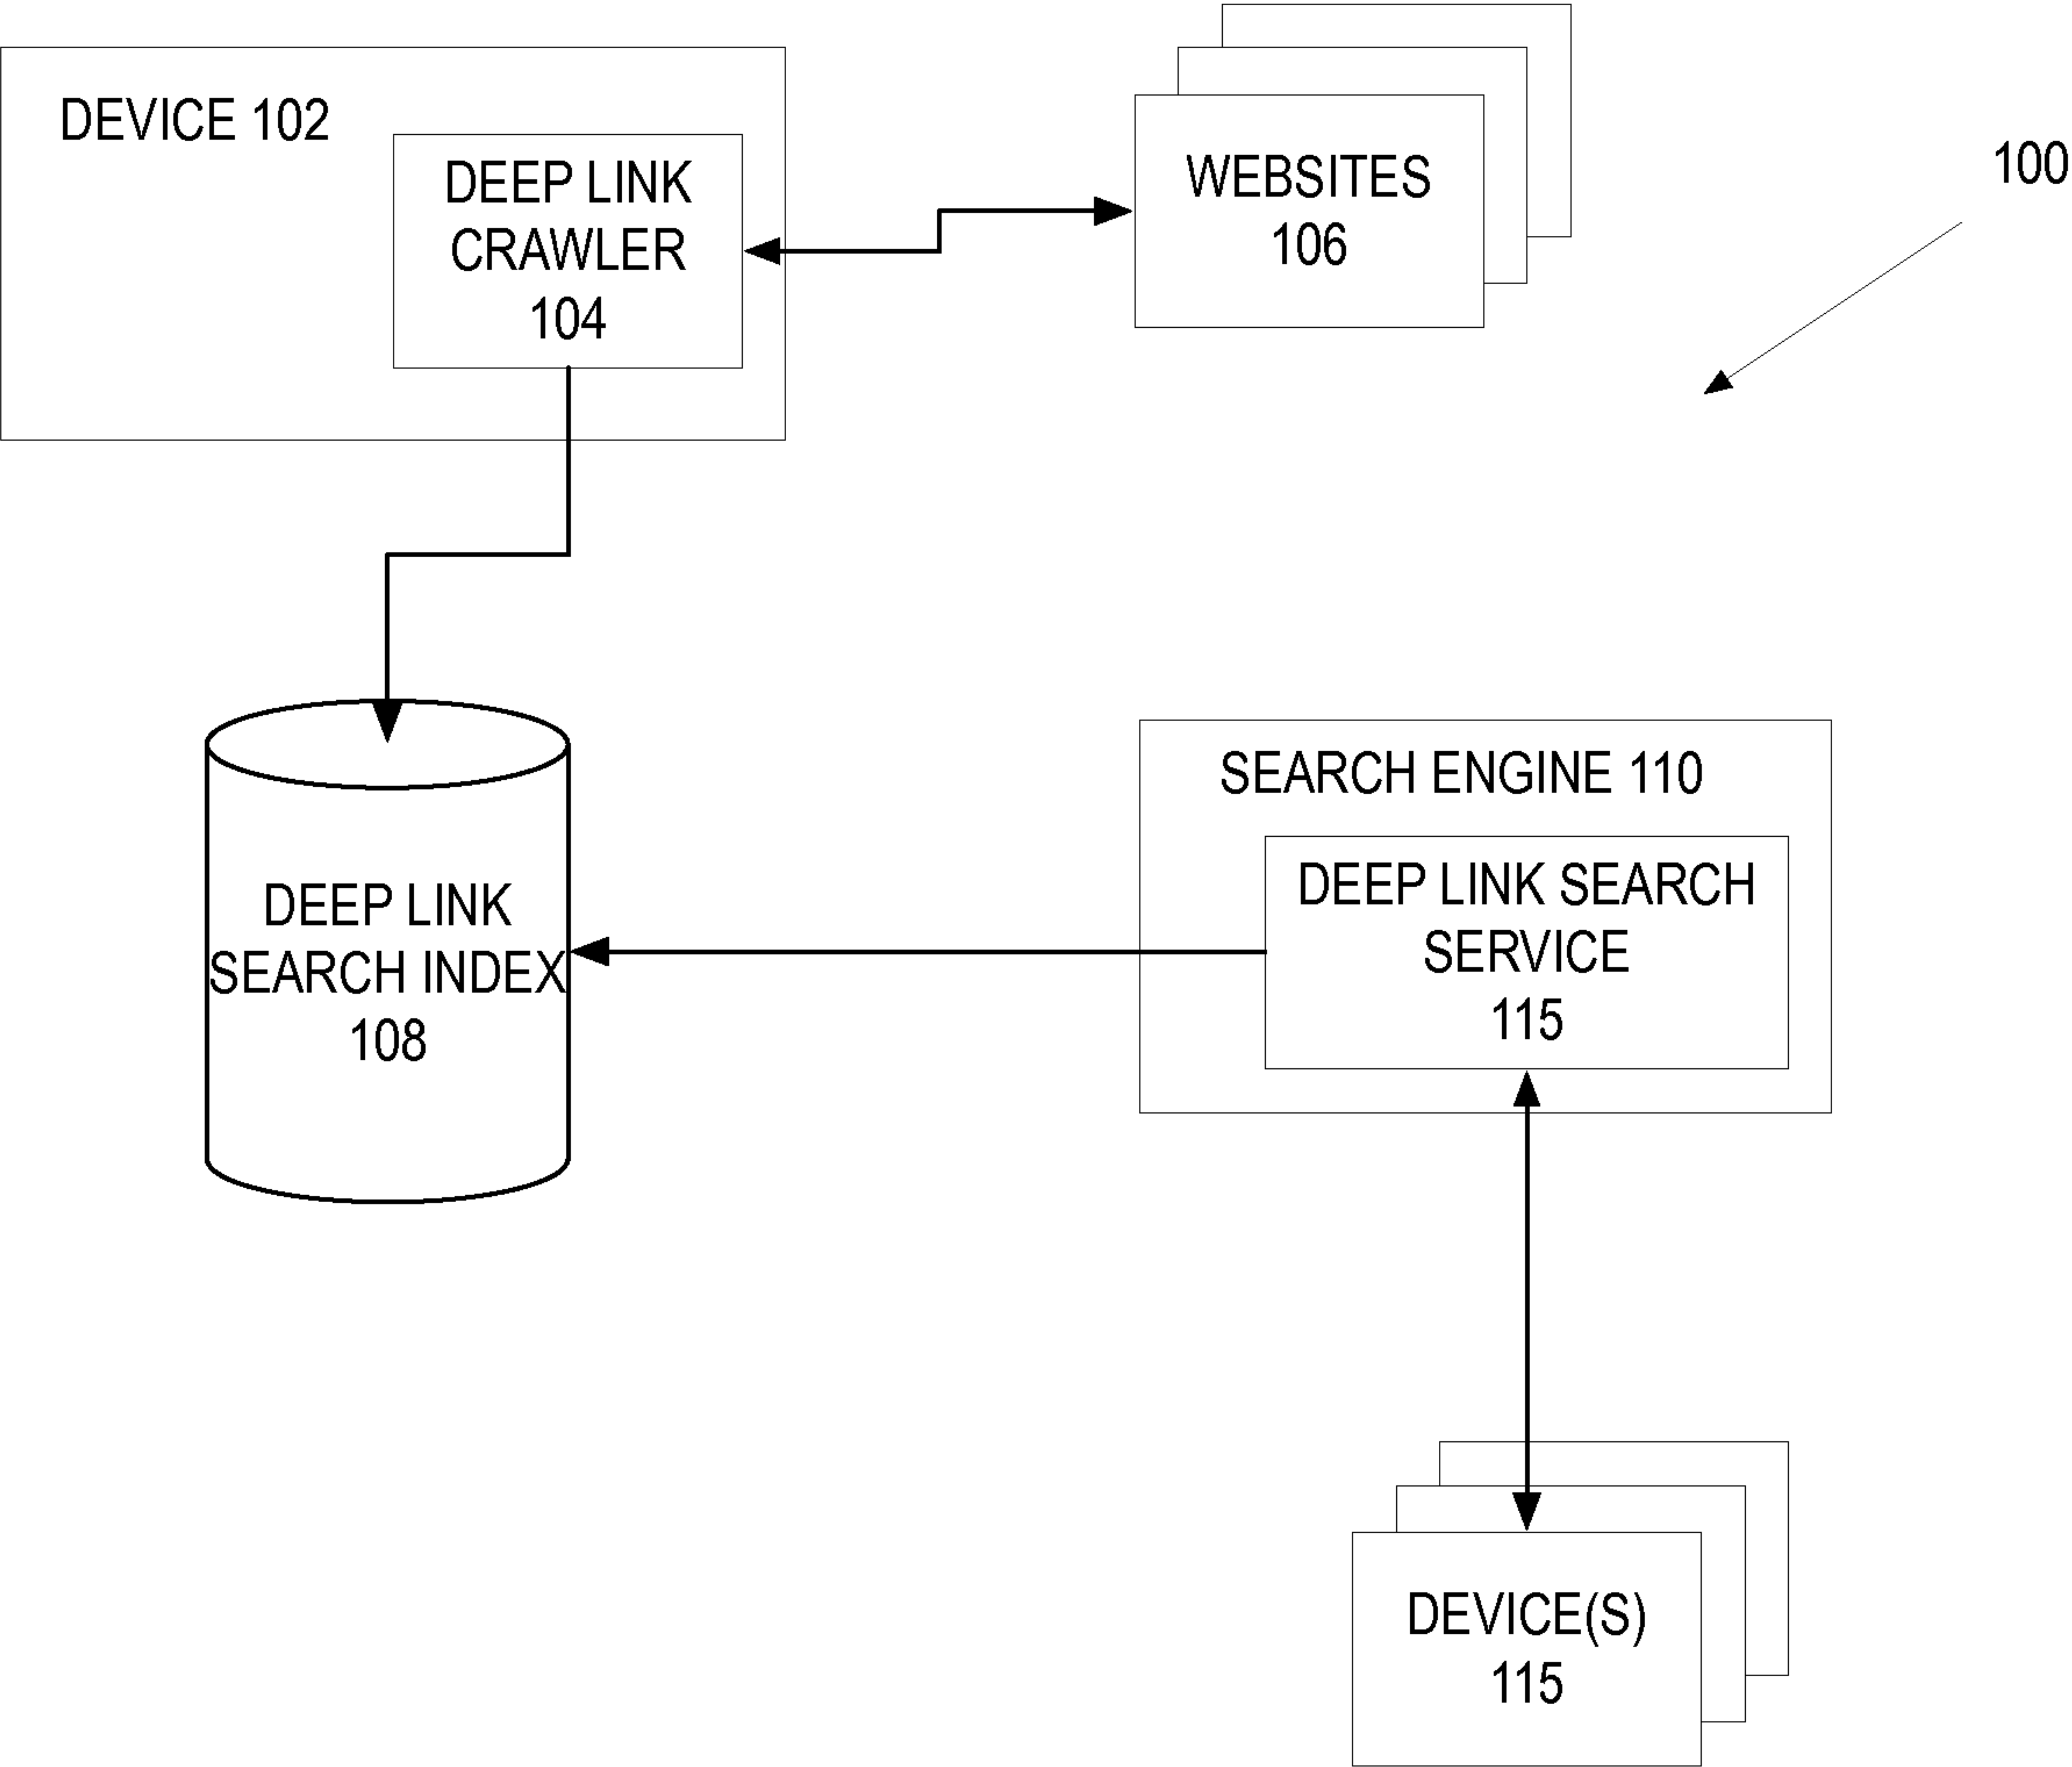 DEVICE 102
DEEP LINK
CRAWLER
104
WEBSITES
106
100
DEEP LINK
SEARCH INDEX
108
SEARCH ENGINE 110
DEEP LINK SEARCH
SERVICE
115
DEVICE(S)
115